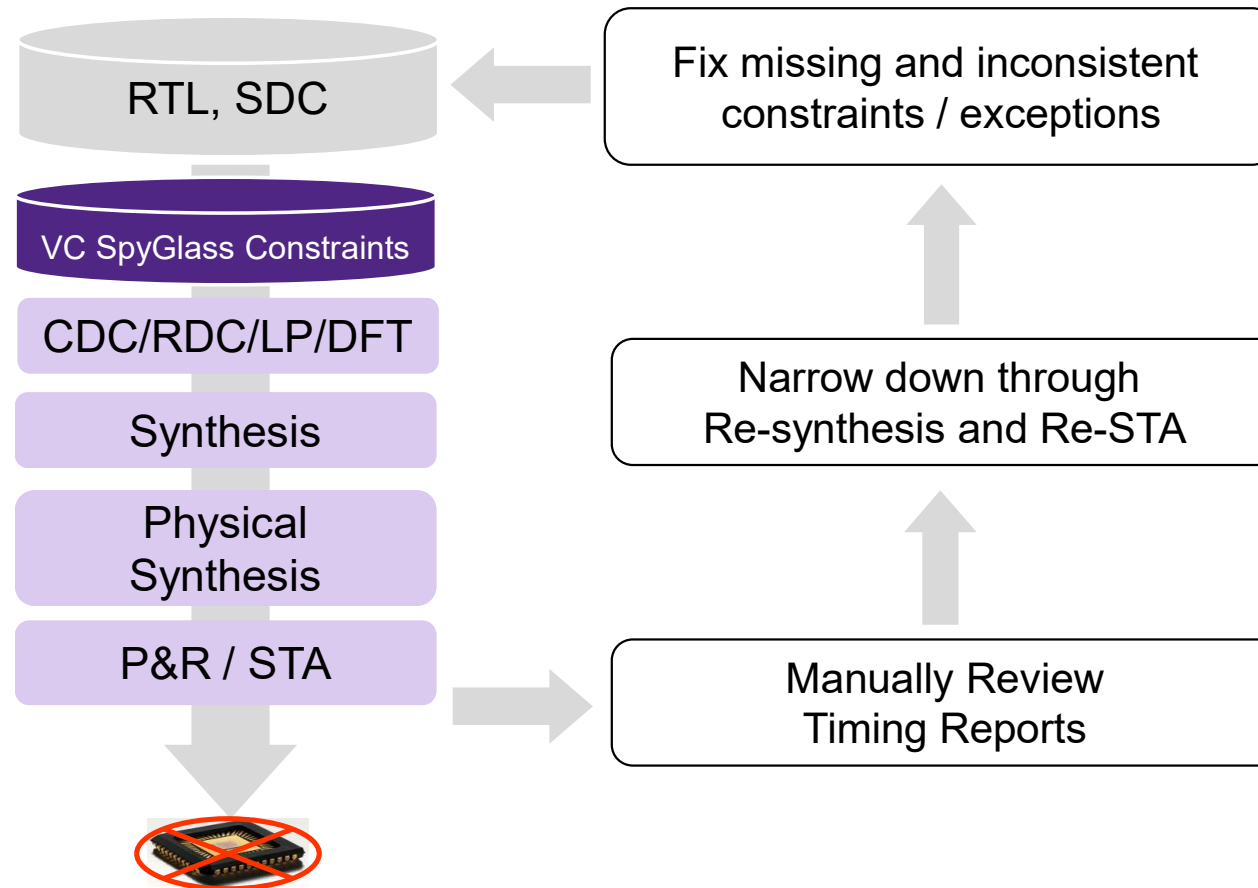 RTL, SDC
VC SpyGlass Constraints
CDC/RDC/LP/DFT
Synthesis
Physical
Synthesis
P&R / STA
Fix missing and inconsistent
constraints / exceptions
Narrow down through
Re-synthesis and Re-STA
Manually Review
Timing Reports